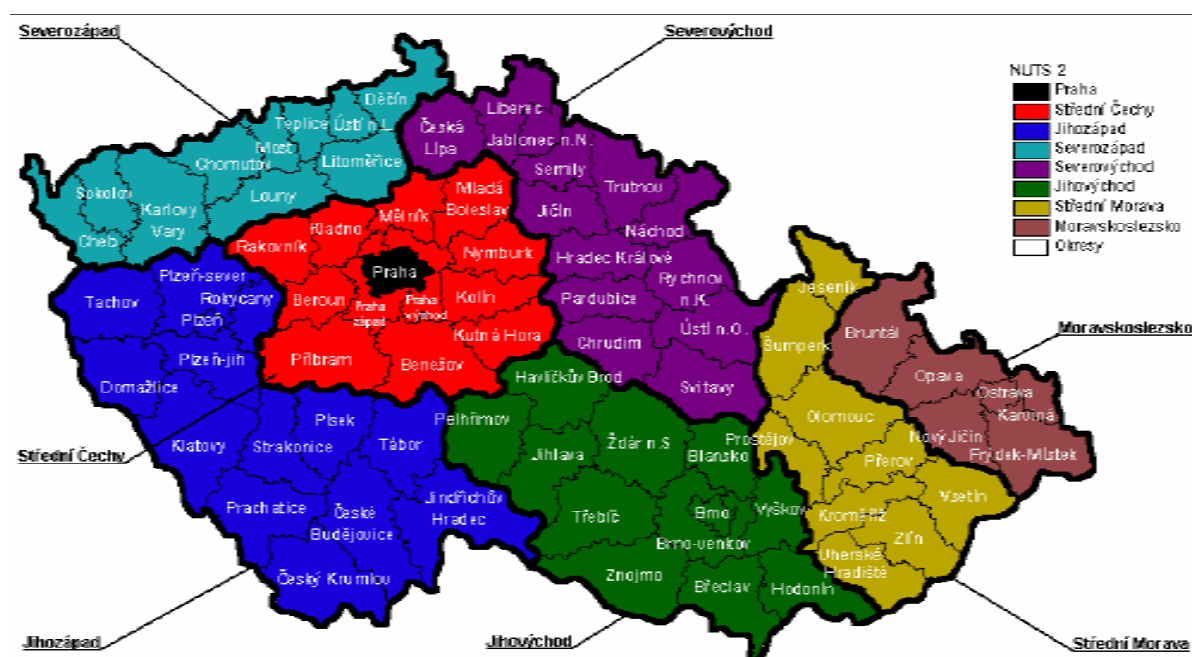 Severozápad
Severovýchod
NUTS 2
Praha
Střední Čechy
Jihozápad
Severozápad
Severovýchod
Jihovýchod
Střední Morava
Moravskoslezsko
Okresy
Děčín
Teplice
Ústí n.L.
Most
Chomutov
Litoměřice
Louny
Sokolov
Karlovy
Vary
Cheb
Liberec
Česká
Lípa
Jablonec n.N.
Semily
Trutnov
Jičín
Náchod
Hradec Králové
Rychnov
n.K.
Pardubice
Ústí n.O.
Chrudim
Svitavy
Mladá
Boleslav
Mělník
Kladno
Rakovník
Nymburk
Praha
Beroun
Praha
západ
Praha
východ
Kolín
Kutná Hora
Příbram
Benešov
Plzeň-sever
Tachov
Rokycany
Plzeň
Plzeň-jih
Domažlice
Klatovy
Písek
Strakonice
Tábor
Prachatice
České
Budějovice
Jindřichův
Hradec
Český Krumlov
Havlíčkův Brod
Pelhřimov
Jihlava
Žďár n.S
Blansko
Třebíč
Brno
Vyškov
Brno-venkov
Znojmo
Břeclav
Hodonín
Jeseník
Šumperk
Olomouc
Prostějov
Přerov
Kroměříž
Vsetín
Zlín
Uherské
Hradiště
Bruntál
Opava
Ostrava
Karviná
Nový Jičín
Frýdek-Místek
Moravskoslezsko
Střední Čechy
Jihozápad
Jihovýchod
Střední Morava